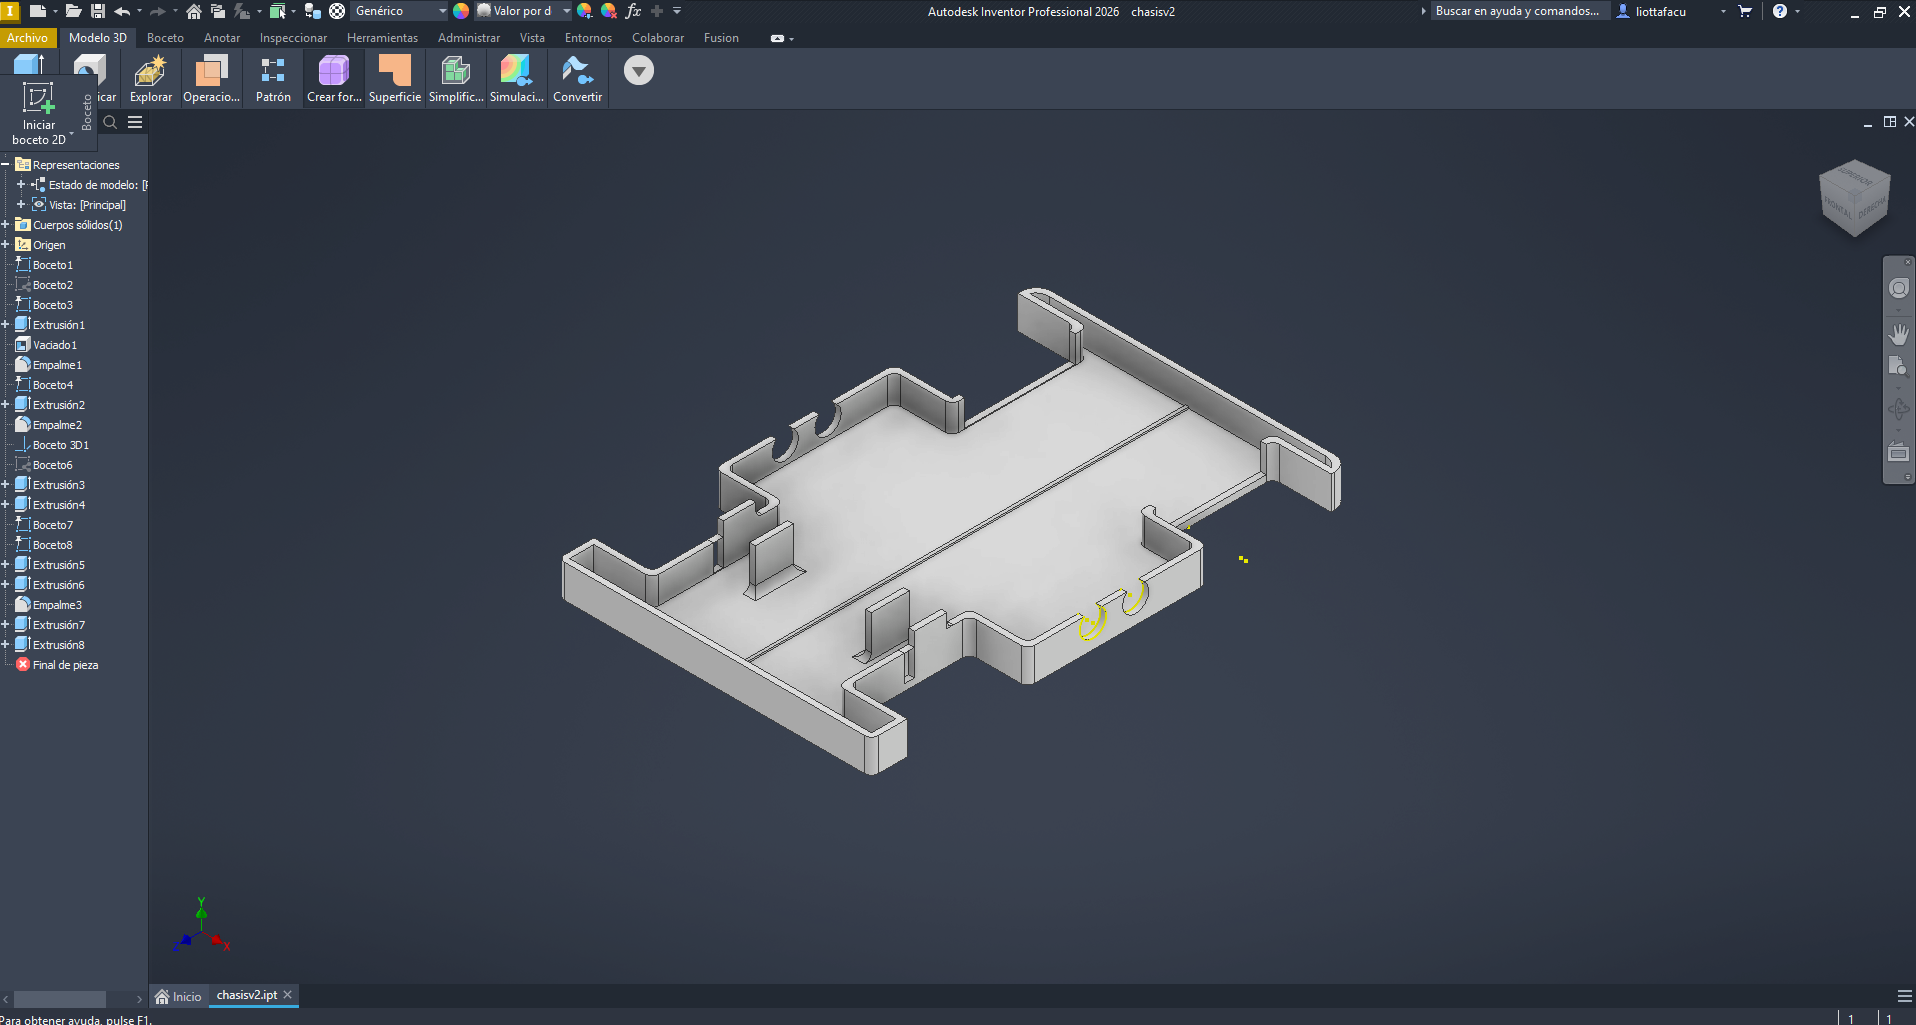 Genérico
Valor por d
fx
Autodesk Inventor Professional 2026 chasisv2
Buscar en ayuda y comandos...
liottafacu
Archivo
Modelo 3D
Boceto
Anotar
Inspeccionar
Herramientas
Administrar
Vista
Entornos
Colaborar
Fusion
icar
Explorar
Operacio...
Patrón
Crear for...
Superficie
Simplific...
Simulaci...
Convertir
Iniciar
boceto 2D
Boceto
Representaciones
Estado de modelo: [
Vista: [Principal]
Cuerpos sólidos(1)
Origen
Boceto1
Boceto2
Boceto3
Extrusión1
Vaciado1
Empalme1
Boceto4
Extrusión2
Empalme2
Boceto 3D1
Boceto6
Extrusión3
Extrusión4
Boceto7
Boceto8
Extrusión5
Extrusión6
Empalme3
Extrusión7
Extrusión8
Final de pieza
SUPERIOR
FRONTAL
DERECHA
Y
Z
X
Inicio
chasisv2.ipt
Para obtener ayuda, pulse F1.
1
1